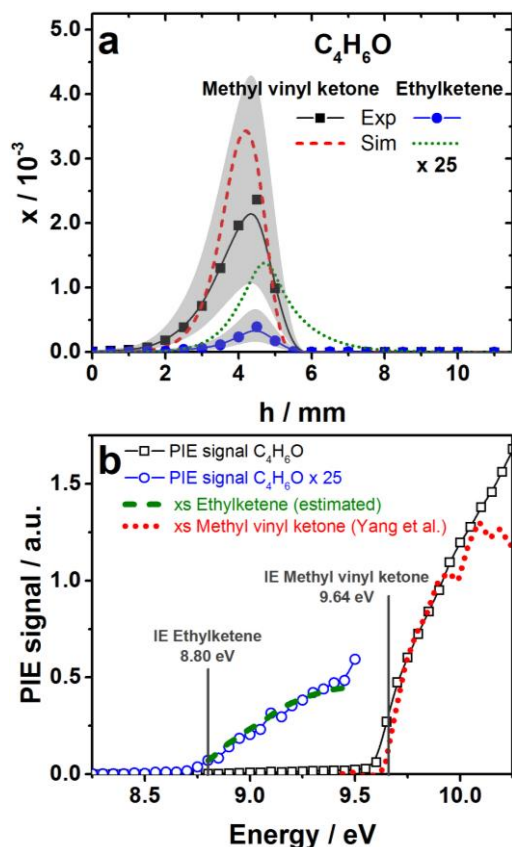 a
C₄H₆O
Methyl vinyl ketone Ethylketene
Exp
Sim
x 25
x / 10⁻³
5.0
4.0
3.0
2.0
1.0
0.0
0 2 4 6 8 10
h / mm
b
PIE signal C₄H₆O
PIE signal C₄H₆O x 25
xs Ethylketene (estimated)
xs Methyl vinyl ketone (Yang et al.)
IE Methyl vinyl ketone
9.64 eV
IE Ethylketene
8.80 eV
PIE signal / a.u.
1.5
1.0
0.5
0.0
8.5 9.0 9.5 10.0
Energy / eV